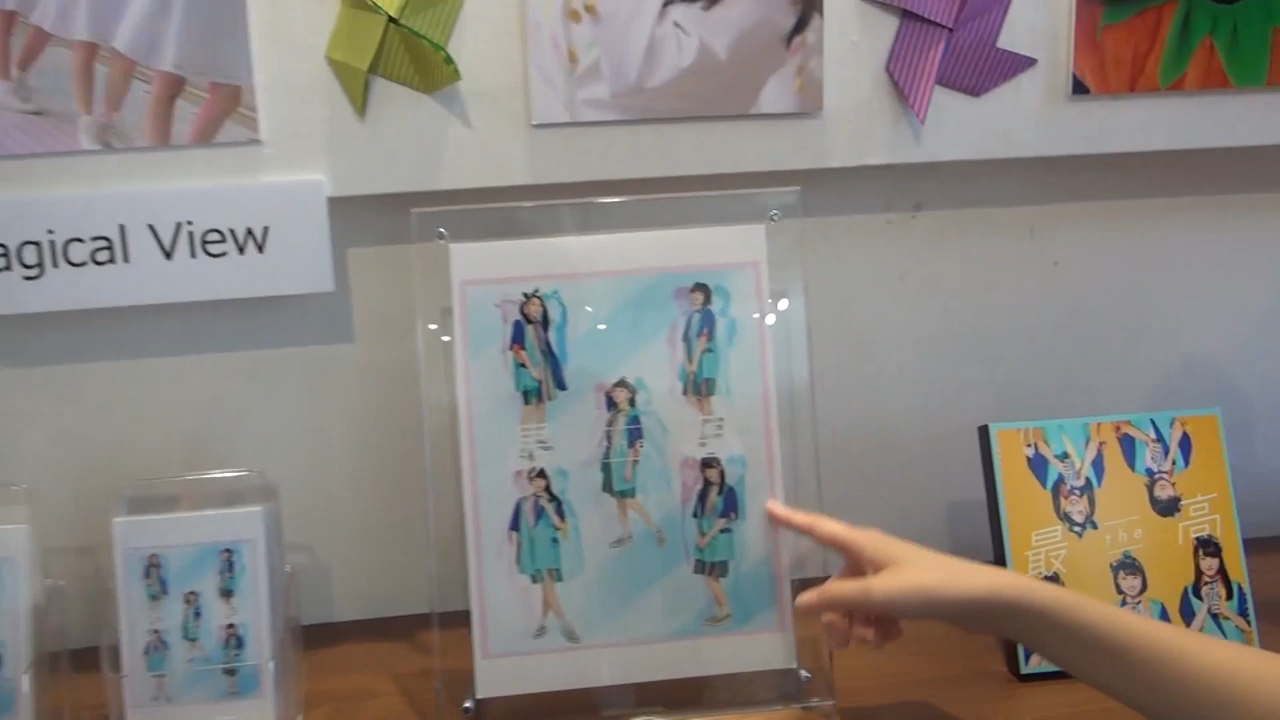 agical View
最 the 高